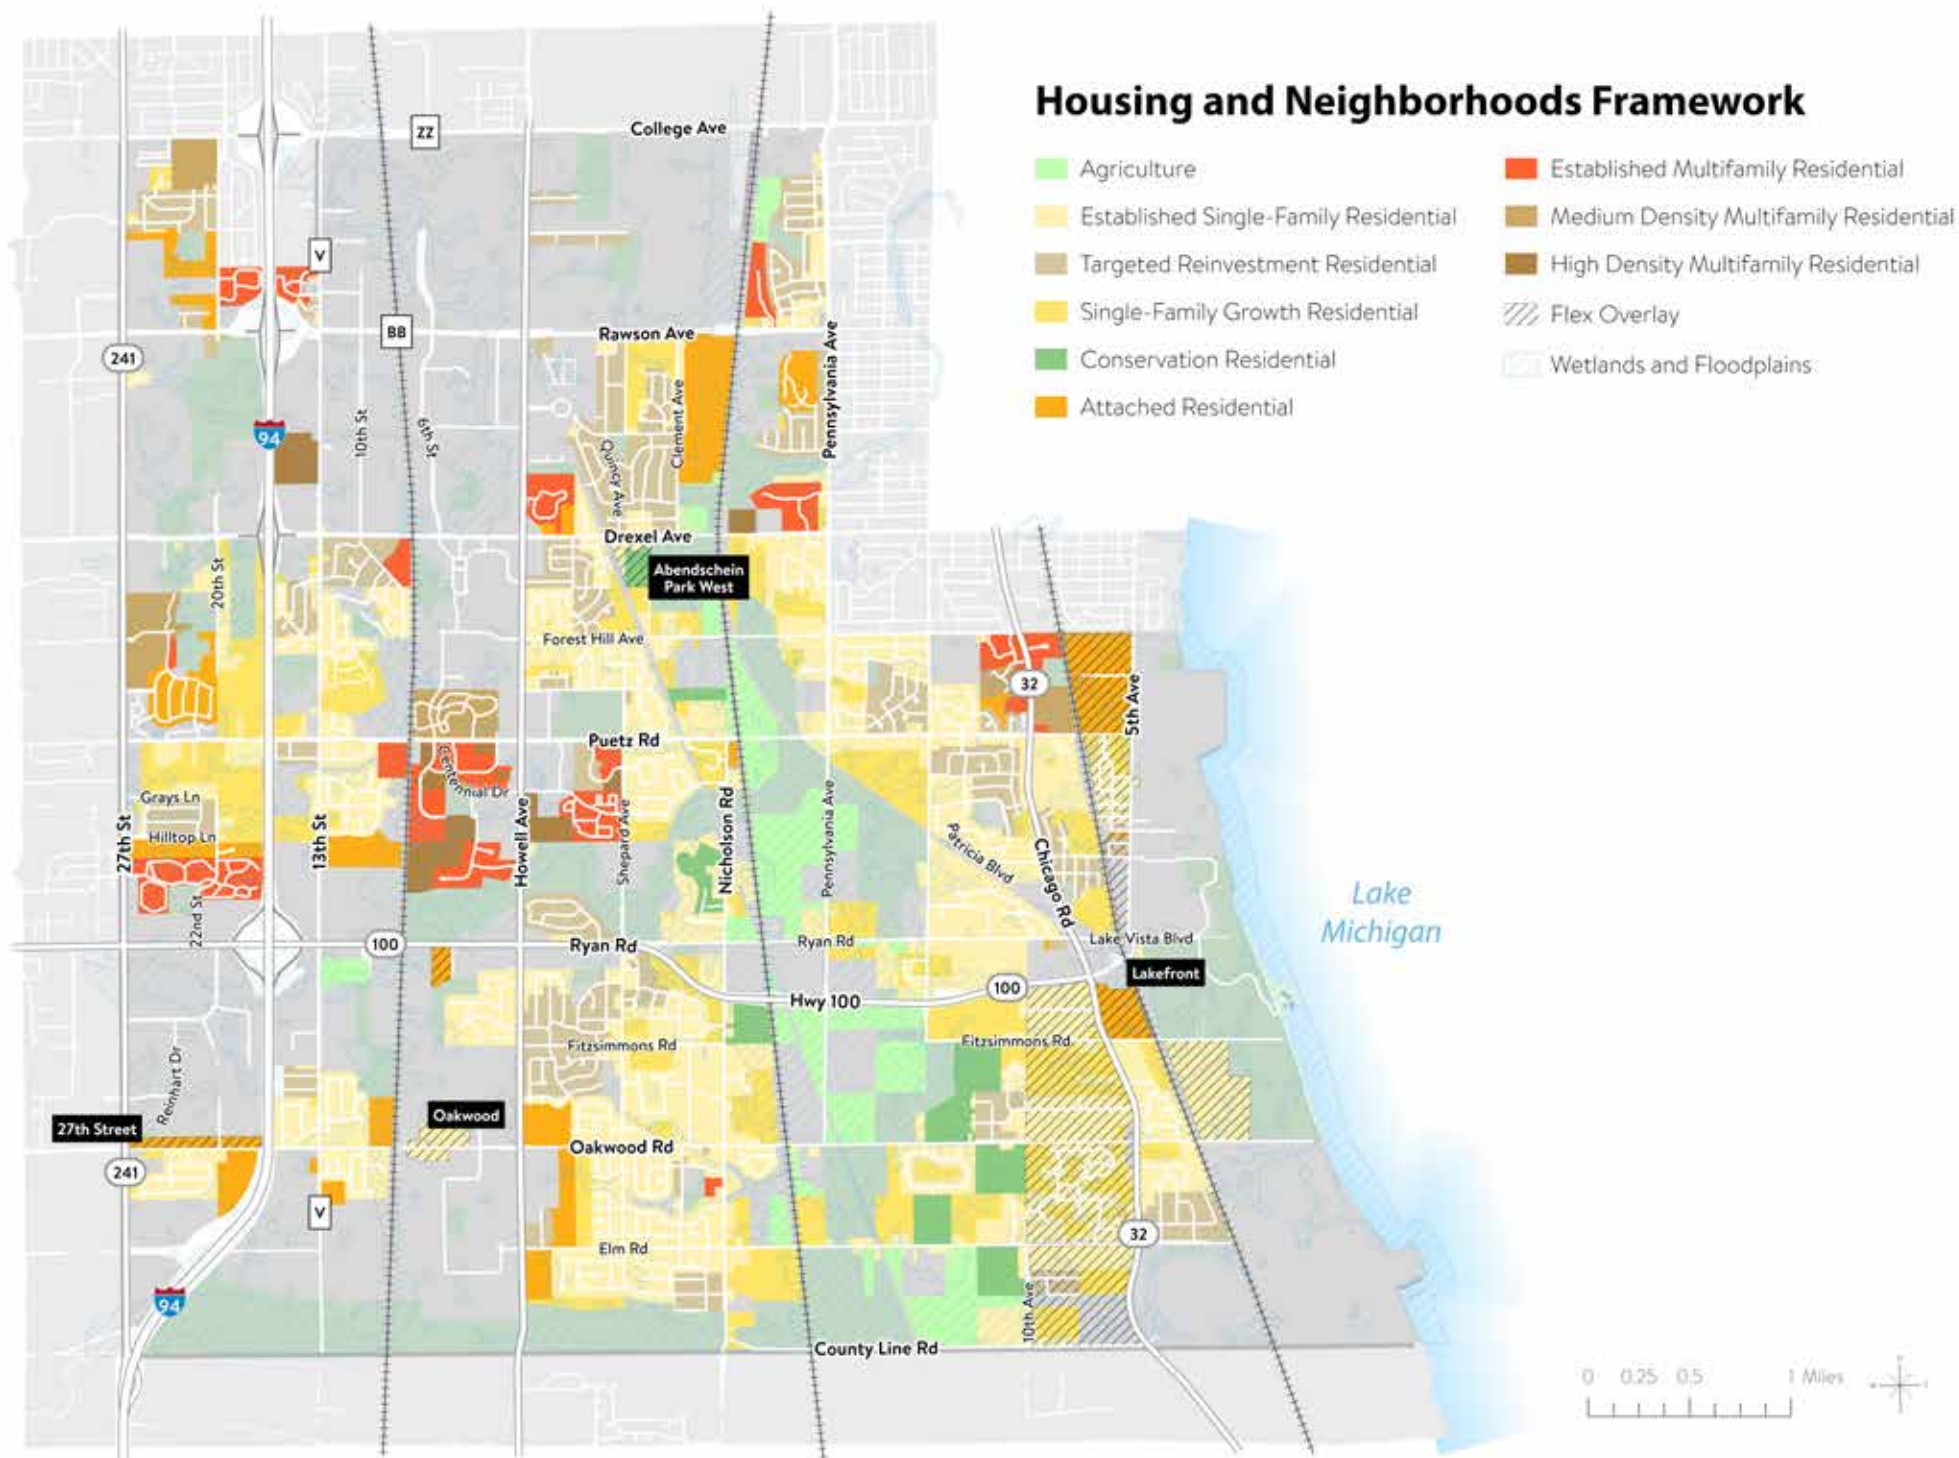 Housing and Neighborhoods Framework
Agriculture
Established Single-Family Residential
Targeted Reinvestment Residential
Single-Family Growth Residential
Conservation Residential
Attached Residential
Established Multifamily Residential
Medium Density Multifamily Residential
High Density Multifamily Residential
Flex Overlay
Wetlands and Floodplains
ZZ
College Ave
V
BB
Rawson Ave
241
Pennsylvania Ave
94
10th St
6th St
Clement Ave
Quincy Ave
Drexel Ave
Abendschein
Park West
20th St
Forest Hill Ave
32
5th Ave
Puetz Rd
Centennial Dr
Grays Ln
Hilltop Ln
27th St
13th St
Howell Ave
Shepard Ave
Nicholson Rd
Pennsylvania Ave
Patricia Blvd
Chicago Rd
Lake
Michigan
22nd St
100
Ryan Rd
Ryan Rd
Lake Vista Blvd
Lakefront
Hwy 100
100
Fitzsimmons Rd
Fitzsimmons Rd
Reinhart Dr
27th Street
Oakwood
Oakwood Rd
241
V
32
Elm Rd
94
10th Ave
County Line Rd
0 0.25 0.5 1 Miles